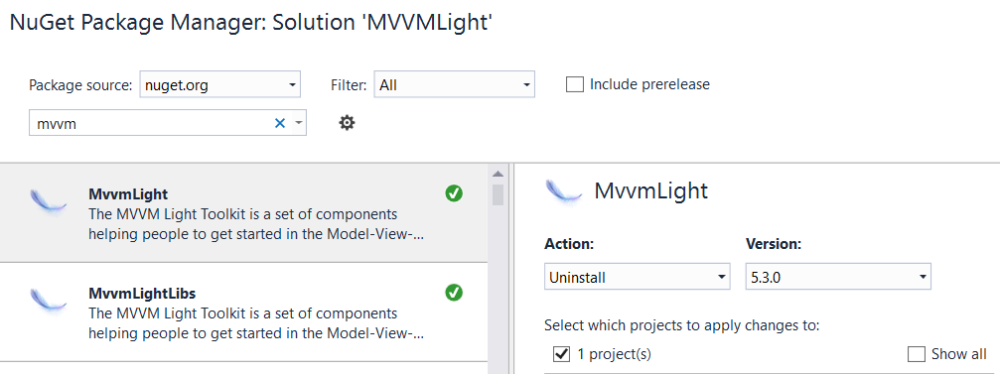 NuGet Package Manager: Solution 'MVVMLight'
Package source: nuget.org Filter: All Include prerelease
mvvm
MvvmLight
The MVVM Light Toolkit is a set of components
helping people to get started in the Model-View-...
MvvmLightLibs
The MVVM Light Toolkit is a set of components
helping people to get started in the Model-View-...
MvvmLight
Action: Version:
Uninstall 5.3.0
Select which projects to apply changes to:
1 project(s) Show all